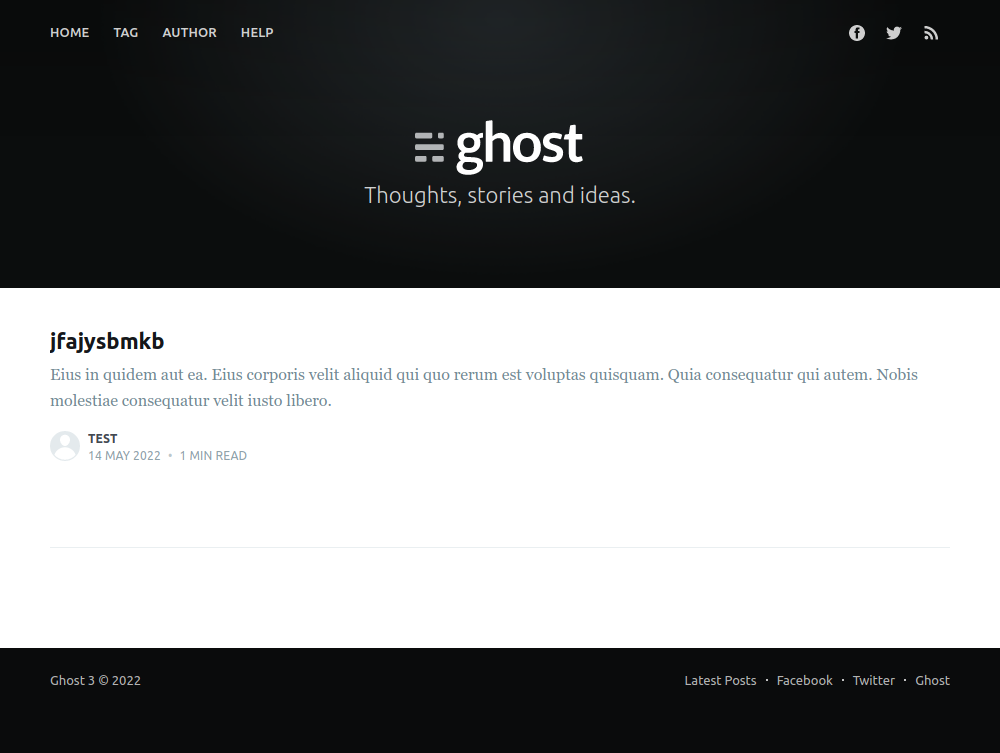 HOME TAG AUTHOR HELP
ghost
Thoughts, stories and ideas.
jfajysbmkb
Eius in quidem aut ea. Eius corporis velit aliquid qui quo rerum est voluptas quisquam. Quia consequatur qui autem. Nobis
molestiae consequatur velit iusto libero.
TEST
14 MAY 2022 • 1 MIN READ
Ghost 3 © 2022
Latest Posts · Facebook · Twitter · Ghost